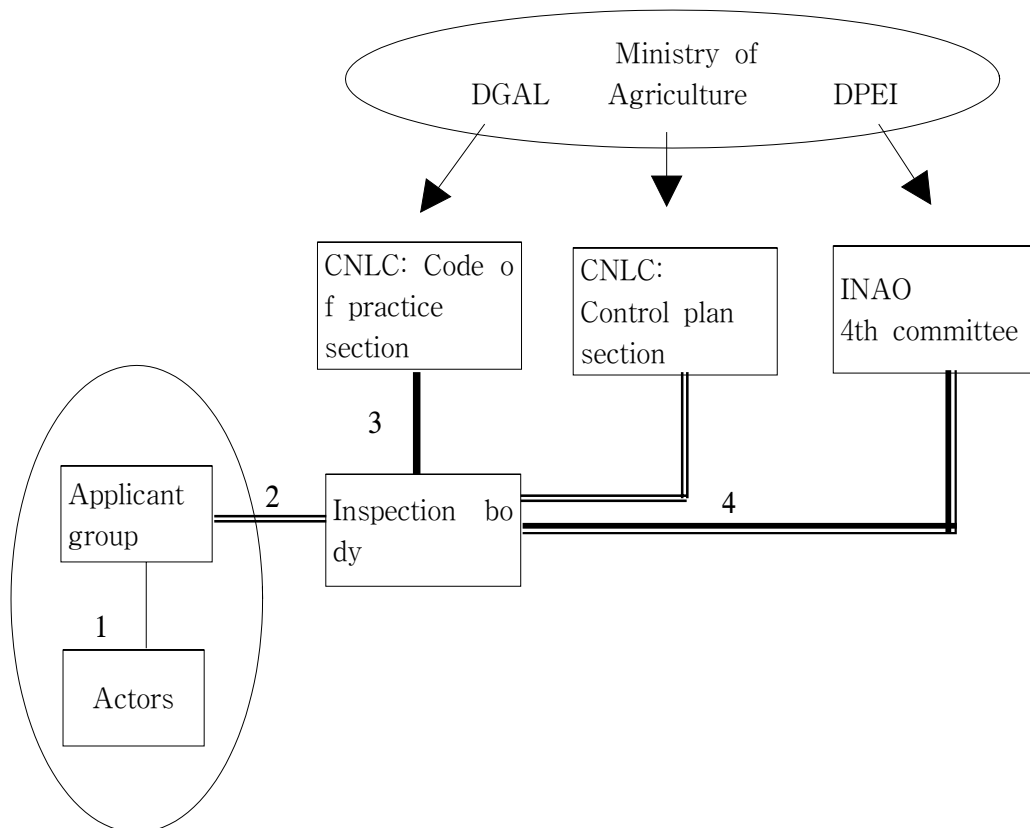 Ministry of
DGAL Agriculture DPEI
CNLC: Code o
f practice
section
CNLC:
Control plan
section
INAO
4th committee
3
Applicant
group
2
Inspection bo
dy
4
1
Actors